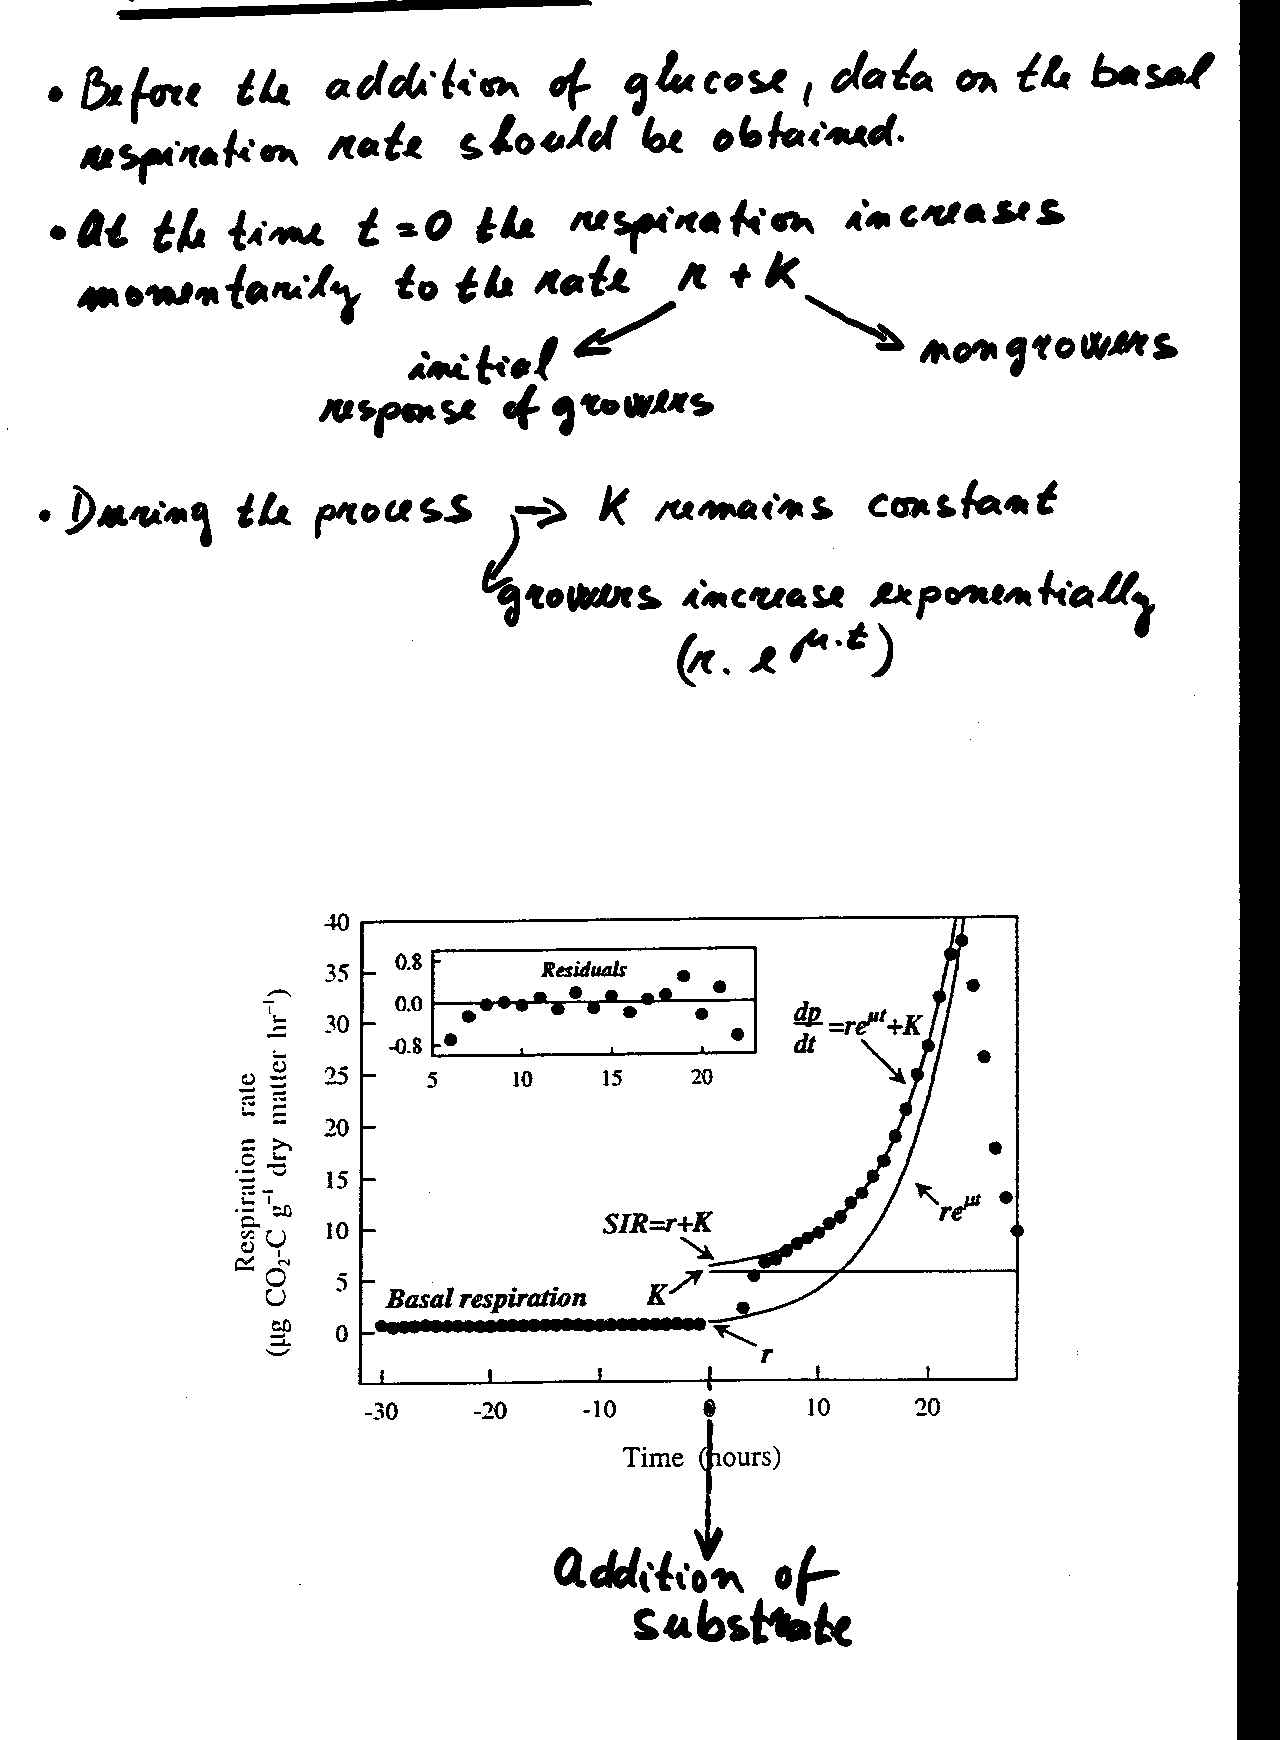 • Before the addition of glucose, data on the basal
respiration rate should be obtained.
• At the time t=0 the respiration increases
momentarily to the rate r + K
initial
response of growers
nongrowers
• During the process → K remains constant
growers increase exponentially
(r. e^μ.t)
40
35
30
25
20
15
10
5
0
Respiration rate
(μg CO₂-C g⁻¹ dry matter hr⁻¹)
Residuals
0.8
0.0
-0.8
5 10 15 20
dp/dt =re^μt+K
SIR=r+K
K
re^μt
Basal respiration
r
-30 -20 -10 0 10 20
Time (hours)
Addition of
substrate